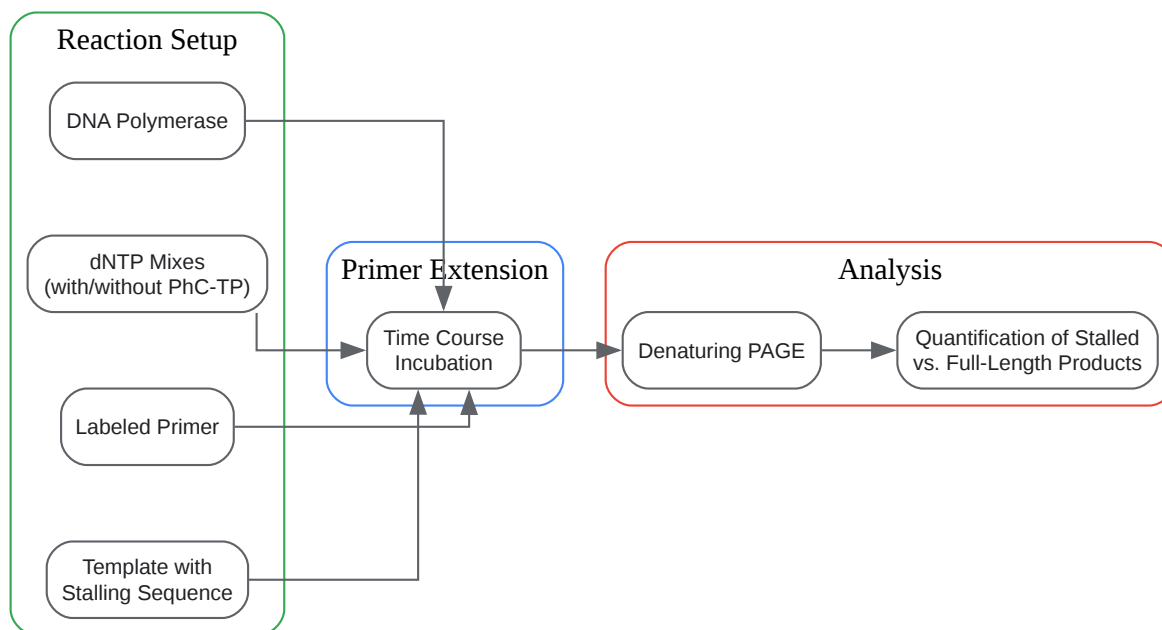 Reaction Setup
DNA Polymerase
dNTP Mixes
(with/without PhC-TP)
Labeled Primer
Template with
Stalling Sequence
Primer Extension
Time Course
Incubation
Analysis
Denaturing PAGE
Quantification of Stalled
vs. Full-Length Products